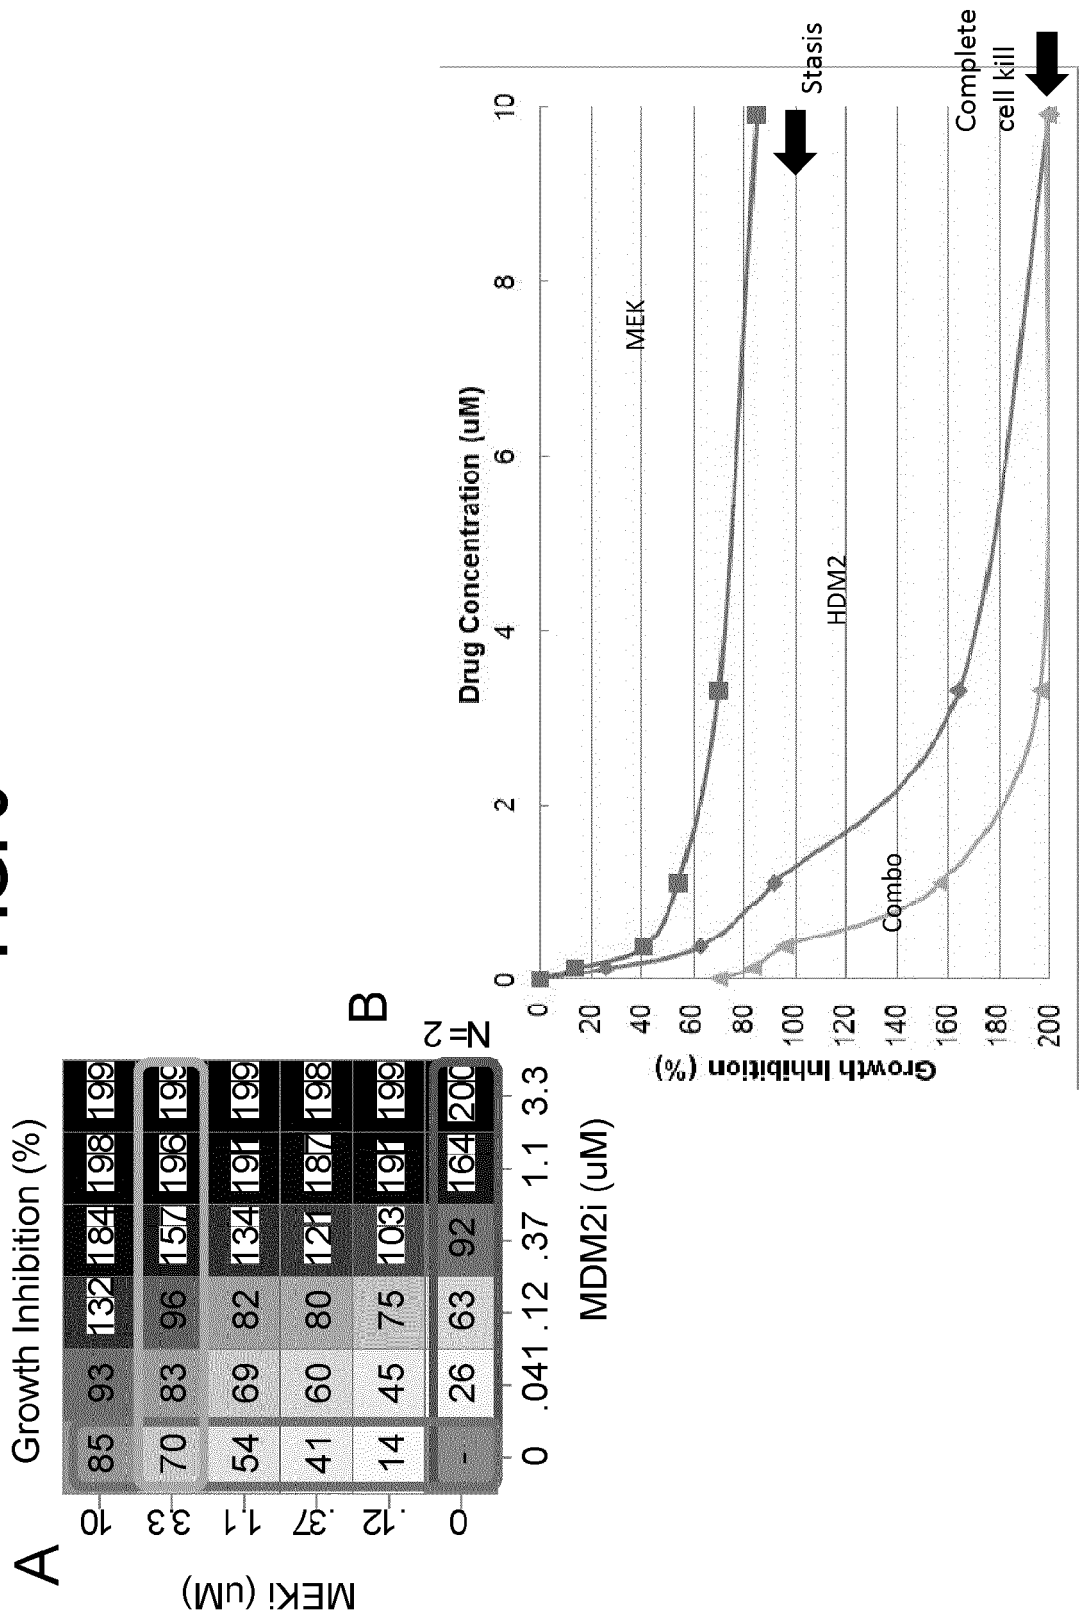 A
Growth Inhibition (%)
MEKi (uM)
10 85 93 132 184 198 199
3.3 70 83 96 157 196 199
1.1 54 69 82 134 191 199
.37 41 60 80 121 187 198
.12 14 45 75 103 191 199
0 - 26 63 92 164 200
0 .041 .12 .37 1.1 3.3
MDM2i (uM)
N=2
B
Drug Concentration (uM)
0 2 4 6 8 10
Growth Inhibition (%)
0
20
40
60
80
100
120
140
160
180
200
MEK
Stasis
HDM2
Combo
Complete
cell kill